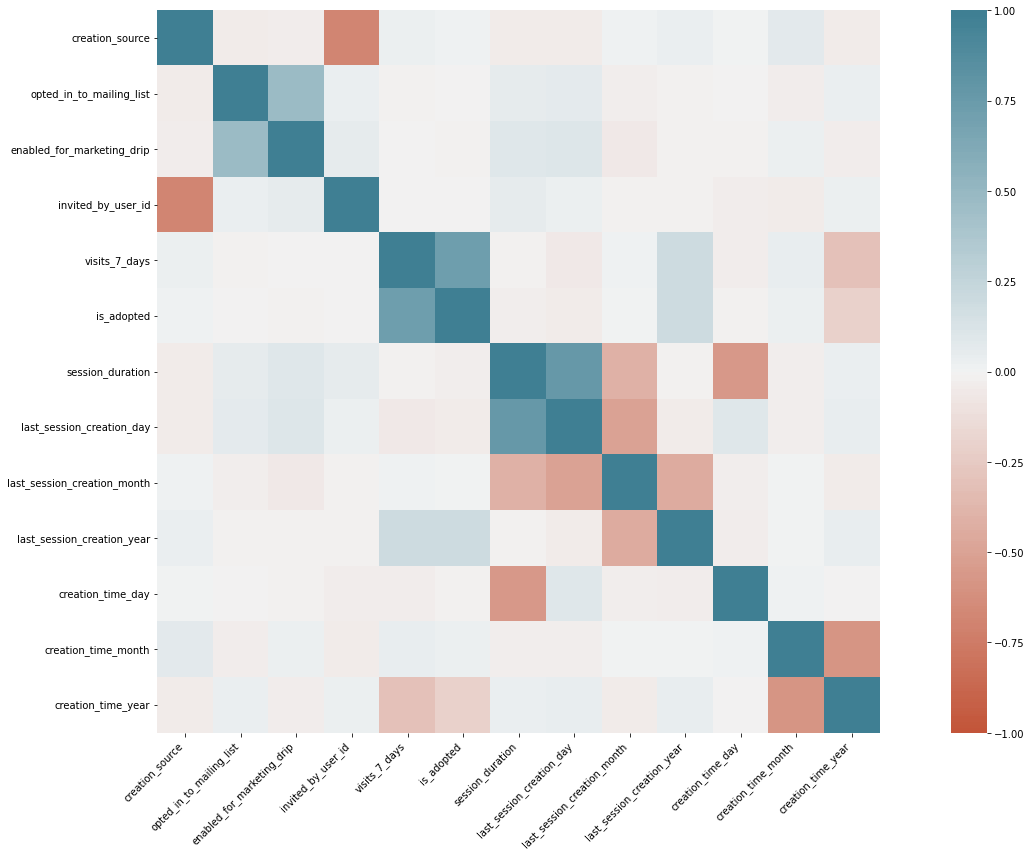 creation_source
opted_in_to_mailing_list
enabled_for_marketing_drip
invited_by_user_id
visits_7_days
is_adopted
session_duration
last_session_creation_day
last_session_creation_month
last_session_creation_year
creation_time_day
creation_time_month
creation_time_year
creation_source
opted_in_to_mailing_list
enabled_for_marketing_drip
invited_by_user_id
visits_7_days
is_adopted
session_duration
last_session_creation_day
last_session_creation_month
last_session_creation_year
creation_time_day
creation_time_month
creation_time_year
1.00
0.75
0.50
0.25
0.00
−0.25
−0.50
−0.75
−1.00